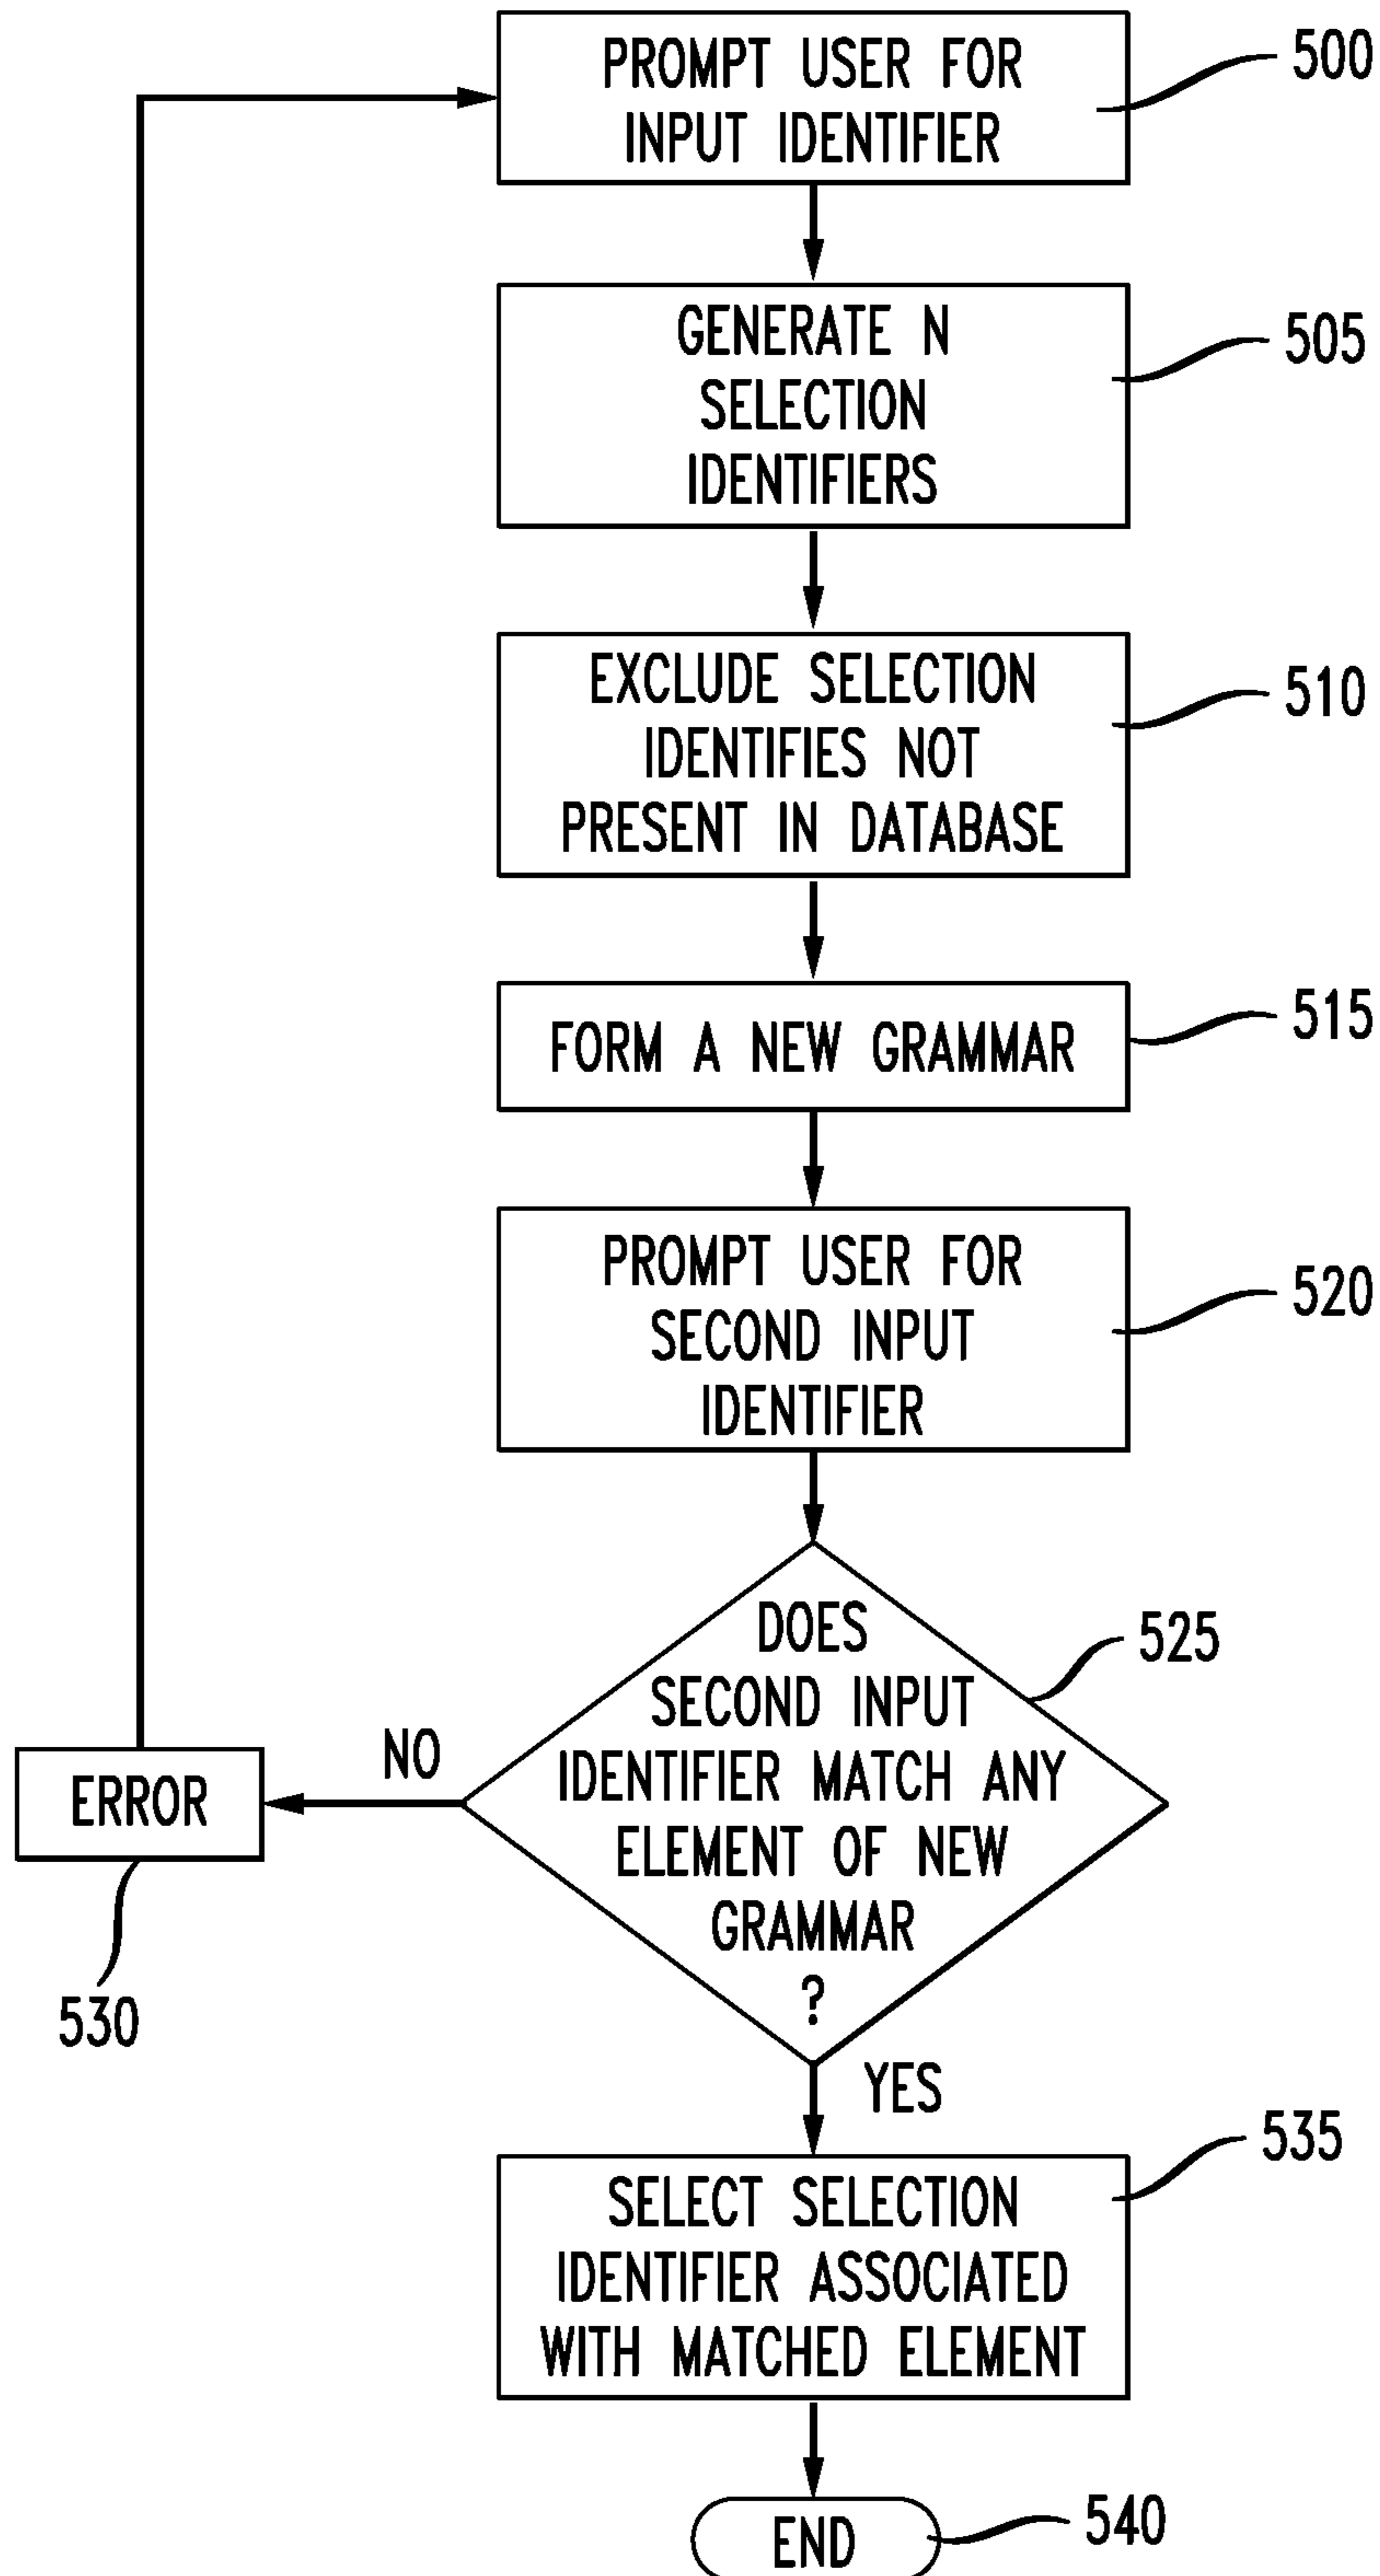 PROMPT USER FOR
INPUT IDENTIFIER
500
GENERATE N
SELECTION
IDENTIFIERS
505
EXCLUDE SELECTION
IDENTIFIES NOT
PRESENT IN DATABASE
510
FORM A NEW GRAMMAR
515
PROMPT USER FOR
SECOND INPUT
IDENTIFIER
520
DOES
SECOND INPUT
IDENTIFIER MATCH ANY
ELEMENT OF NEW
GRAMMAR
?
525
NO
ERROR
530
YES
SELECT SELECTION
IDENTIFIER ASSOCIATED
WITH MATCHED ELEMENT
535
END
540